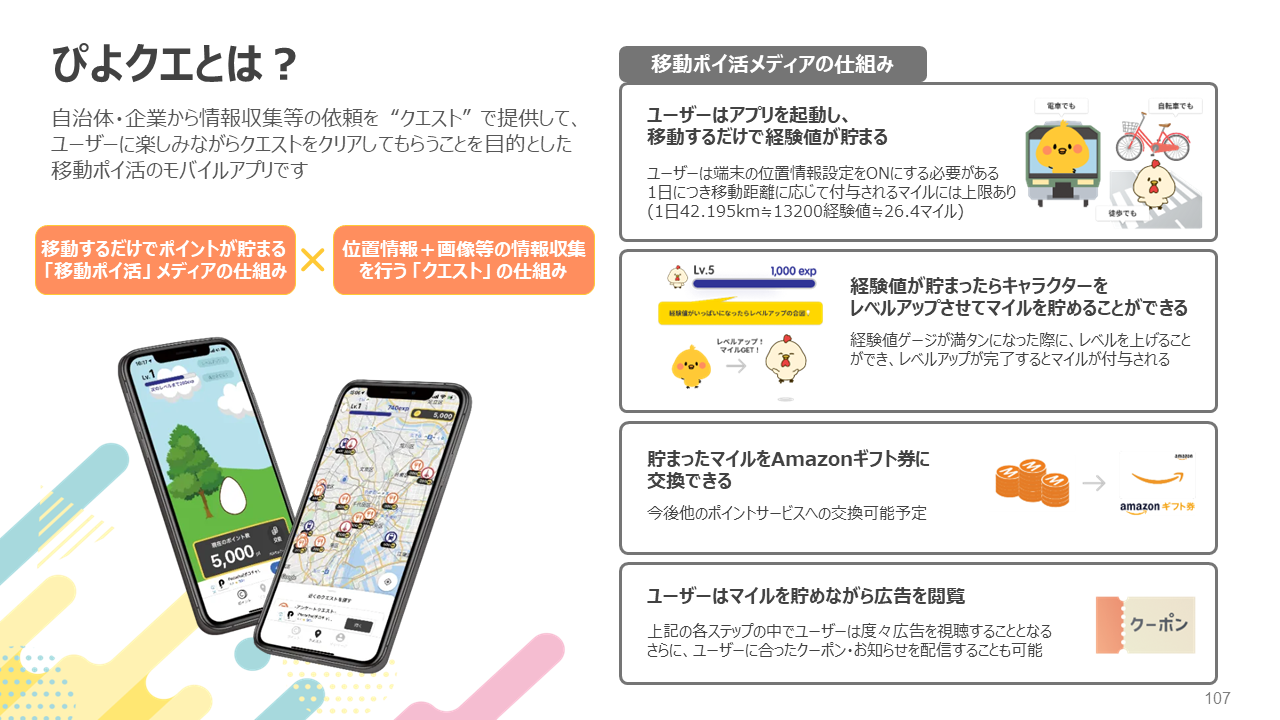 ぴよクエとは？
自治体・企業から情報収集等の依頼を“クエスト”で提供して、
ユーザーに楽しみながらクエストをクリアしてもらうことを目的とした
移動ポイ活のモバイルアプリです
移動するだけでポイントが貯まる
「移動ポイ活」メディアの仕組み
位置情報＋画像等の情報収集
を行う「クエスト」の仕組み
16:17
Lv.1
現在のポイント数
5,000 pt
Lv.1
740exp
5,000
近くのクエストを探す
移動ポイ活メディアの仕組み
ユーザーはアプリを起動し、
移動するだけで経験値が貯まる
ユーザーは端末の位置情報設定をONにする必要がある
1日につき移動距離に応じて付与されるマイルには上限あり
(1日42.195km≒13200経験値≒26.4マイル)
電車でも
自転車でも
徒歩でも
Lv.5
1,000 exp
経験値がいっぱいになったらレベルアップの合図
レベルアップ！
マイルGET！
経験値が貯まったらキャラクターを
レベルアップさせてマイルを貯めることができる
経験値ゲージが満タンになった際に、レベルを上げること
ができ、レベルアップが完了するとマイルが付与される
貯まったマイルをAmazonギフト券に
交換できる
今後他のポイントサービスへの交換可能予定
amazon
amazon ギフト券
ユーザーはマイルを貯めながら広告を閲覧
上記の各ステップの中でユーザーは度々広告を視聴することとなる
さらに、ユーザーに合ったクーポン・お知らせを配信することも可能
クーポン
107